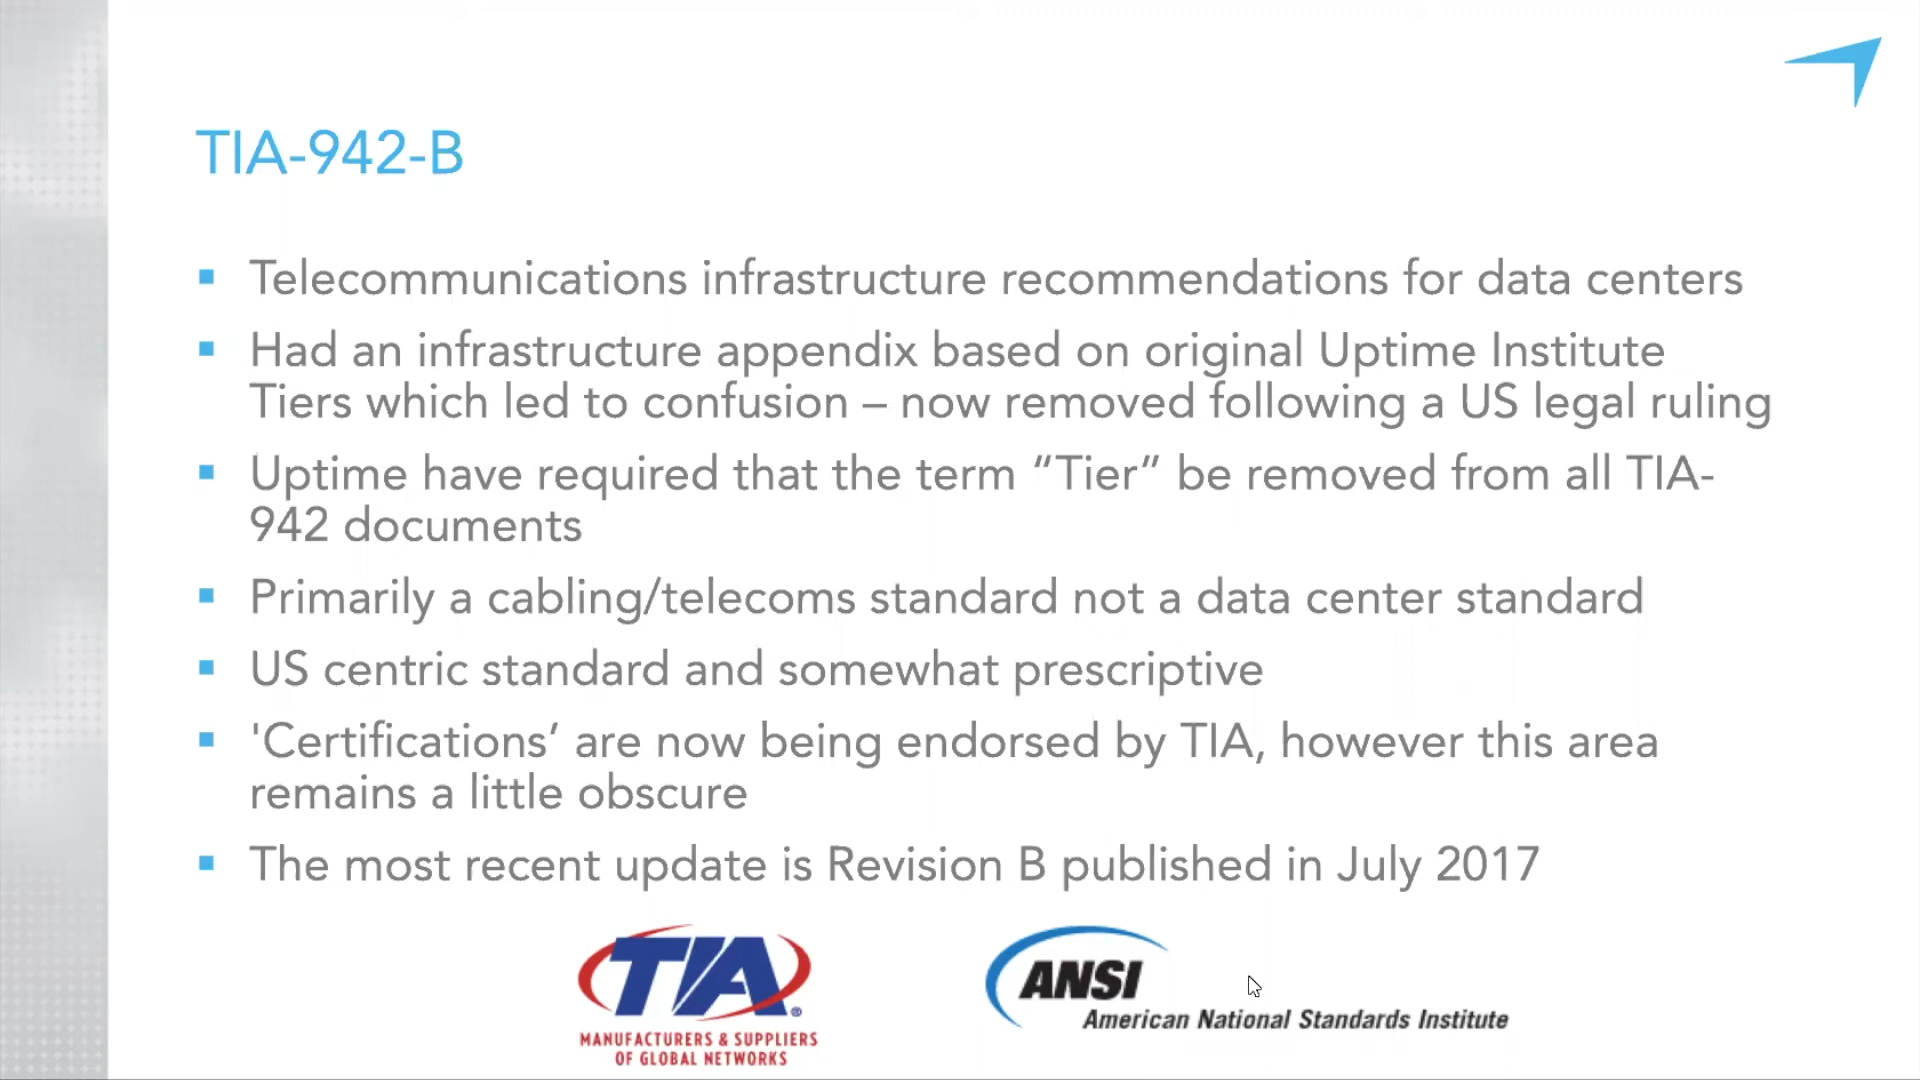 TIA-942-B
▪ Telecommunications infrastructure recommendations for data centers
▪ Had an infrastructure appendix based on original Uptime Institute
Tiers which led to confusion – now removed following a US legal ruling
▪ Uptime have required that the term “Tier” be removed from all TIA-
942 documents
▪ Primarily a cabling/telecoms standard not a data center standard
▪ US centric standard and somewhat prescriptive
▪ 'Certifications’ are now being endorsed by TIA, however this area
remains a little obscure
▪ The most recent update is Revision B published in July 2017
TIA®
MANUFACTURERS & SUPPLIERS
OF GLOBAL NETWORKS
ANSI
American National Standards Institute